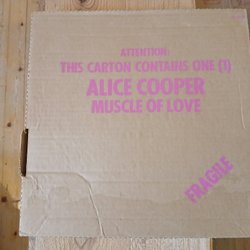 ATTENTION:
THIS CARTON CONTAINS ONE (1)
ALICE COOPER
MUSCLE OF LOVE
FRAGILE